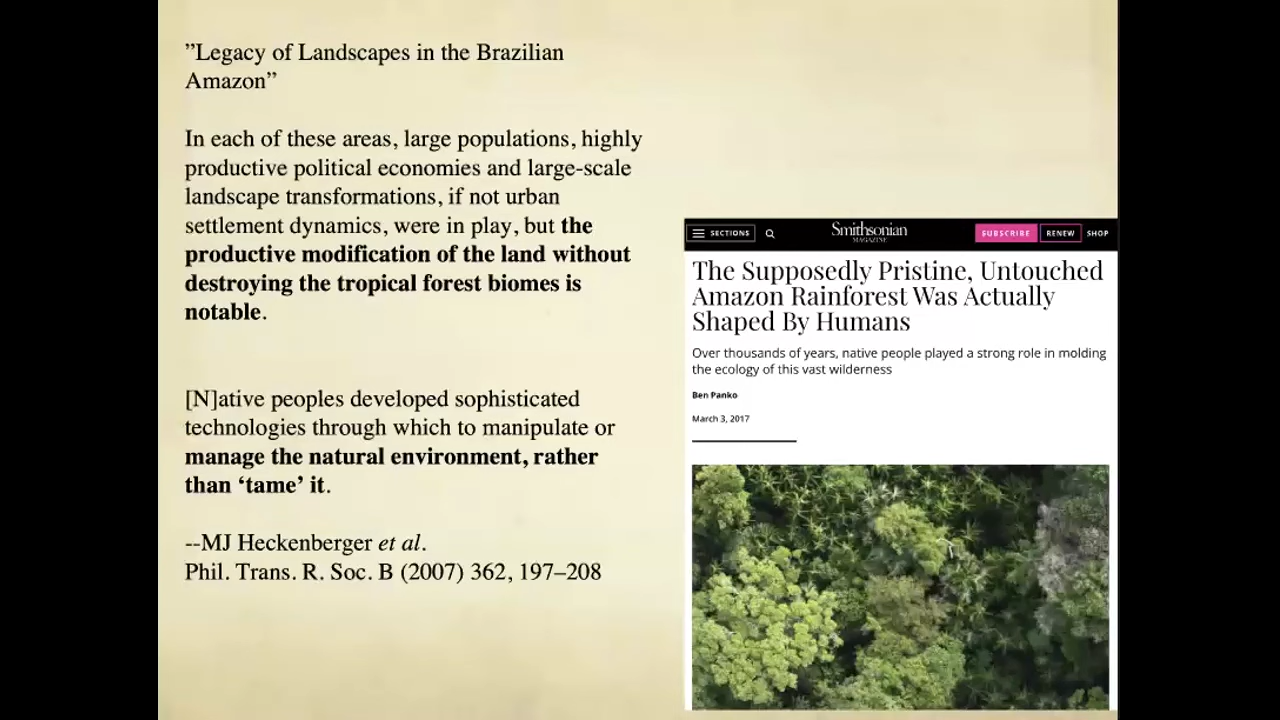 ”Legacy of Landscapes in the Brazilian
Amazon”
In each of these areas, large populations, highly
productive political economies and large-scale
landscape transformations, if not urban
settlement dynamics, were in play, but the
productive modification of the land without
destroying the tropical forest biomes is
notable.
[N]ative peoples developed sophisticated
technologies through which to manipulate or
manage the natural environment, rather
than ‘tame’ it.
--MJ Heckenberger et al.
Phil. Trans. R. Soc. B (2007) 362, 197–208
SECTIONS
Smithsonian
MAGAZINE
SUBSCRIBE RENEW SHOP
The Supposedly Pristine, Untouched
Amazon Rainforest Was Actually
Shaped By Humans
Over thousands of years, native people played a strong role in molding
the ecology of this vast wilderness
Ben Panko
March 3, 2017